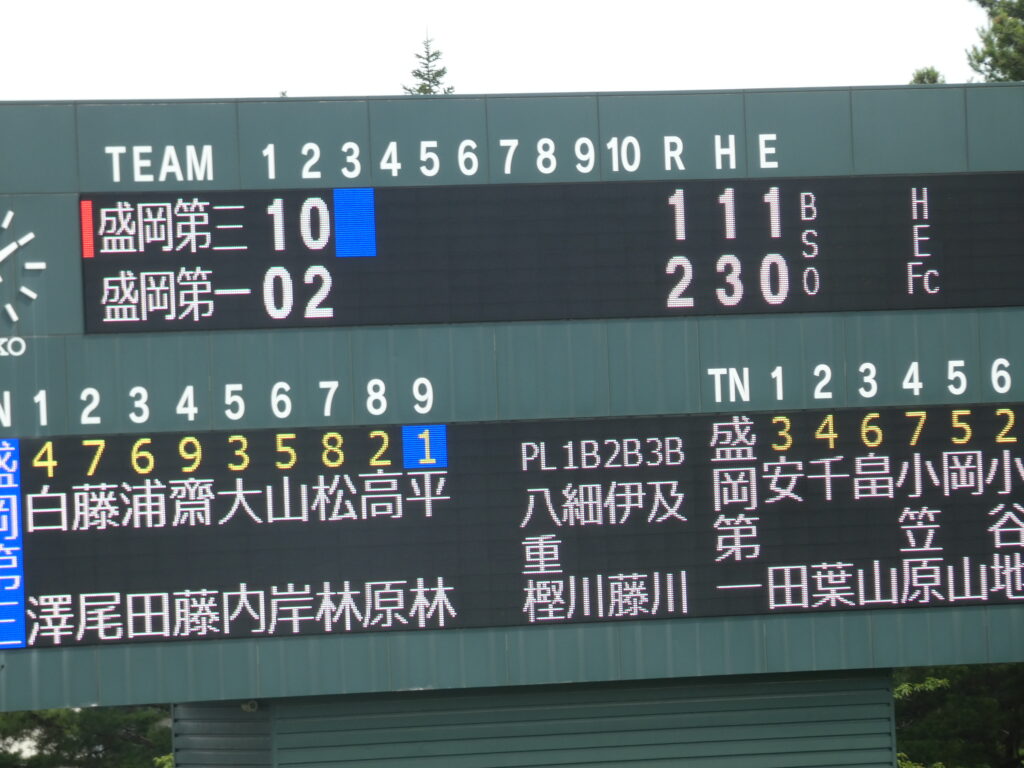 TEAM 1 2 3 4 5 6 7 8 9 10 R H E
盛岡第三 1 0 1 1 1 B H
S E
盛岡第一 0 2 2 3 0 O Fc
KO
N 1 2 3 4 5 6 7 8 9 TN 1 2 3 4 5 6
盛岡第三 4 7 6 9 3 5 8 2 1 PL 1B 2B 3B 盛岡第一 3 4 6 7 5 2
白澤 藤尾 浦田 齋藤 大内 山岸 松林 高原 平林 八重樫 細川 伊藤 及川 安田 千葉 畠山 小笠原 岡山 小谷地